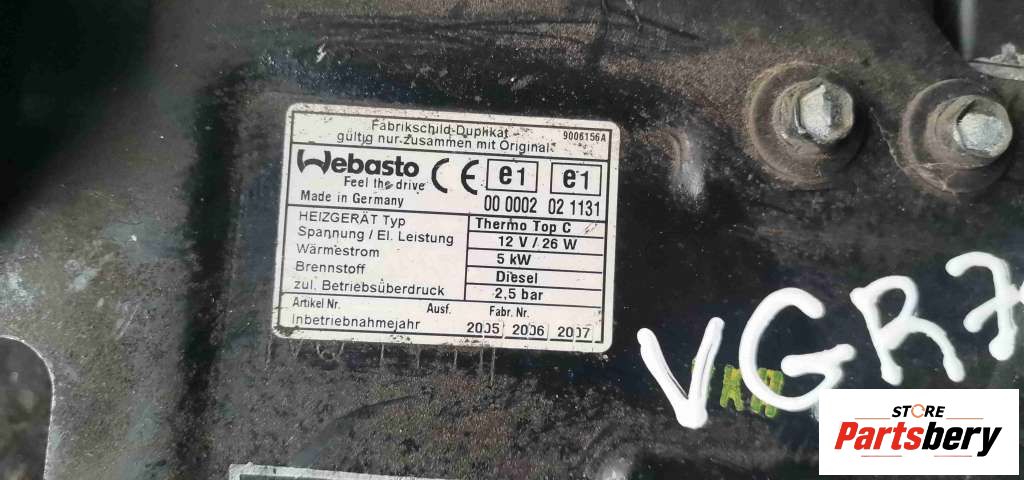 Fabrikschild-Duplikat
gültig nur zusammen mit Original
9006156A
Webasto
Feel the drive
Made in Germany
CE e1 e1
00 0002 02 1131
HEIZGERÄT Typ Thermo Top C
Spannung / El. Leistung 12 V / 26 W
Wärmestrom 5 kW
Brennstoff Diesel
zul. Betriebsüberdruck 2,5 bar
Artikel Nr. Ausf. Fabr. Nr.
Inbetriebnahmejahr 2005 2006 2007
VGR7
STORE
Partsbery